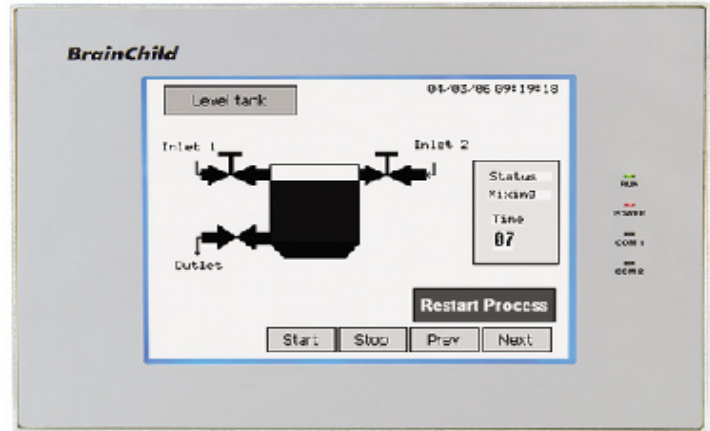 BrainChild
Level tank
04/03/06 09:19:18
Inlet 1
Inlet 2
Status
Mixing
Time
07
Outlet
RUN
POWER
COM 1
COM 2
Restart Process
Start
Stop
Prev
Next